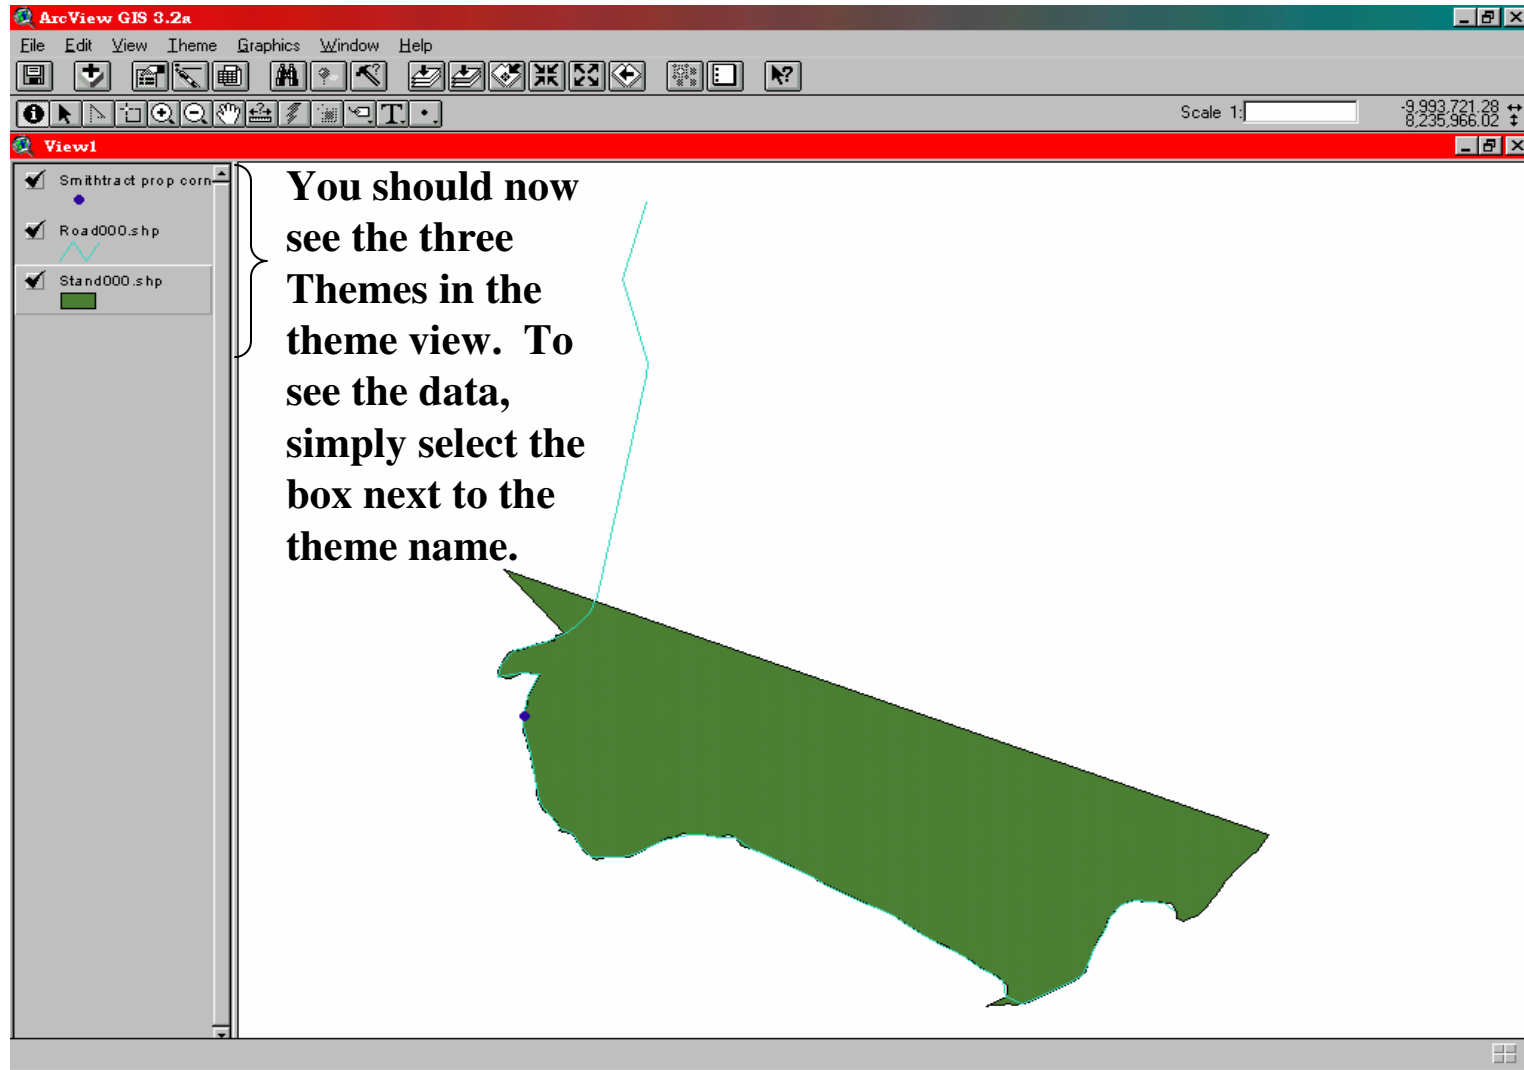 ArcView GIS 3.2a
File Edit View Theme Graphics Window Help
Scale 1:
-9,993,721.28
8,235,966.02
View1
Smithtract prop corn
Road000.shp
Stand000.shp
You should now
see the three
Themes in the
theme view. To
see the data,
simply select the
box next to the
theme name.